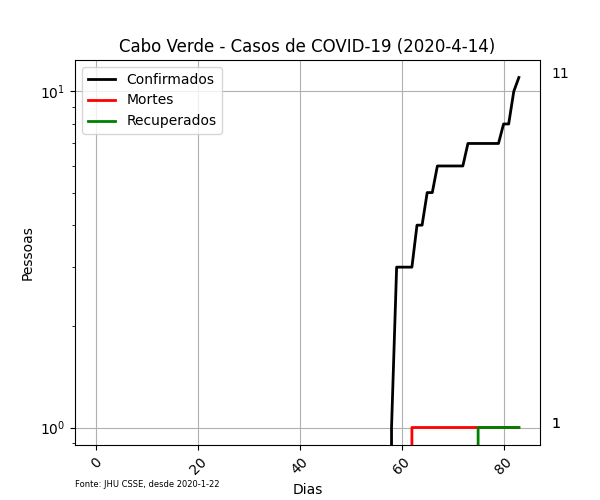 Cabo Verde - Casos de COVID-19 (2020-4-14)
Confirmados
Mortes
Recuperados
11
10¹
Pessoas
10⁰
1
0
20
40
60
80
Fonte: JHU CSSE, desde 2020-1-22
Dias